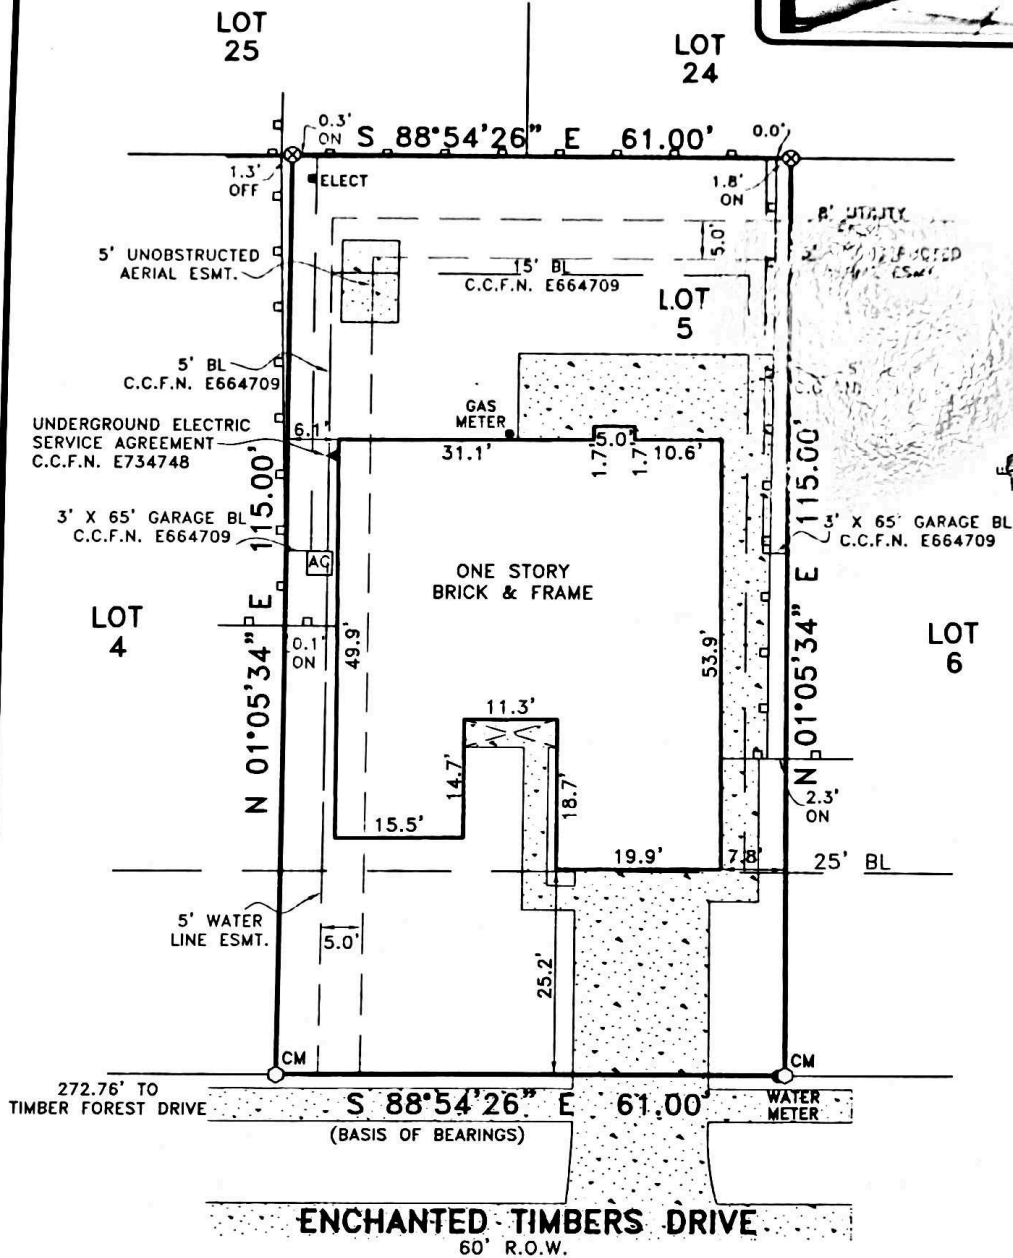 LOT
25
LOT
24
0.3'
ON
S 88°54'26" E 61.00'
0.0'
1.3'
OFF
ELECT
1.8'
ON
8' UTILITY
5.0'
5' UNOBSTRUCTED
AERIAL ESMT.
15' BL
C.C.F.N. E664709
LOT
5
5' BL
C.C.F.N. E664709
GAS
METER
UNDERGROUND ELECTRIC
SERVICE AGREEMENT
C.C.F.N. E734748
6.1'
31.1'
5.0'
1.7'
1.7'
10.6'
N 01°05'34" E 115.00'
N 01°05'34" E 115.00'
3' X 65' GARAGE BL
C.C.F.N. E664709
3' X 65' GARAGE BL
C.C.F.N. E664709
AC
ONE STORY
BRICK & FRAME
LOT
4
LOT
6
0.1'
ON
49.9'
53.9'
11.3'
14.7'
18.7'
2.3'
ON
15.5'
19.9'
7.8'
25' BL
5' WATER
LINE ESMT.
5.0'
25.2'
CM
CM
272.76' TO
TIMBER FOREST DRIVE
S 88°54'26" E 61.00'
(BASIS OF BEARINGS)
WATER
METER
ENCHANTED TIMBERS DRIVE
60' R.O.W.